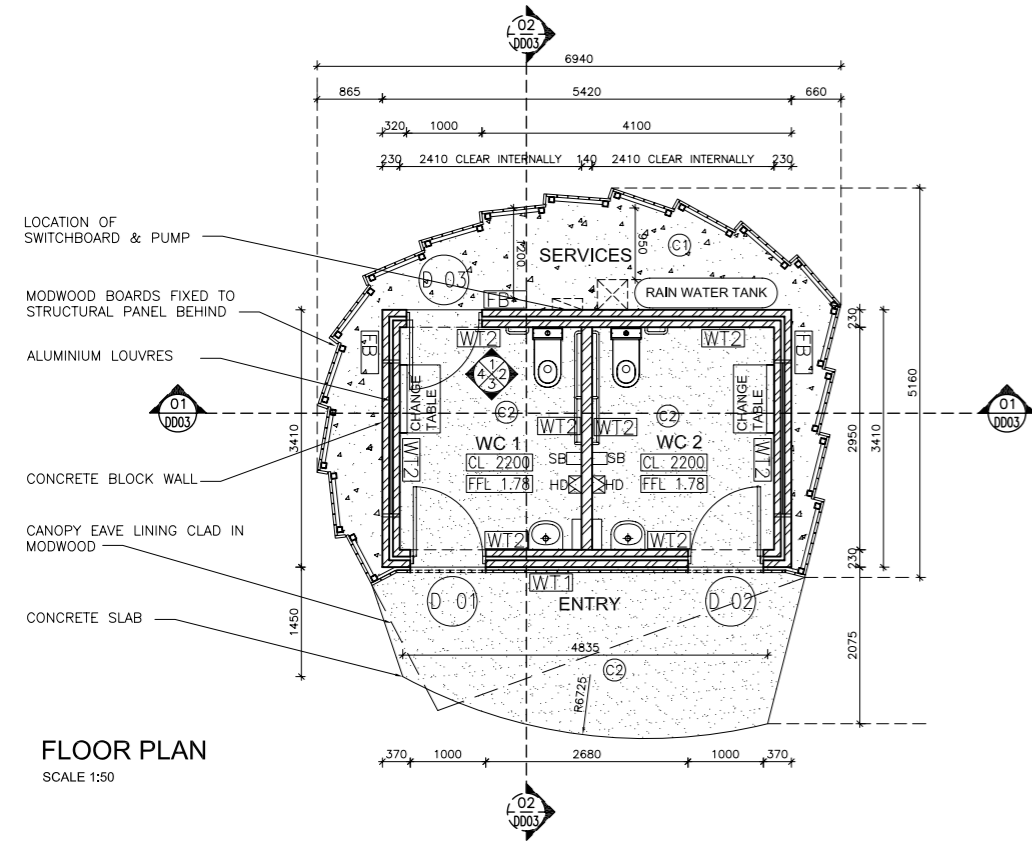 02
DD03
6940
865
5420
660
320
1000
4100
230
2410 CLEAR INTERNALLY
140
2410 CLEAR INTERNALLY
230
LOCATION OF
SWITCHBOARD & PUMP
MODWOOD BOARDS FIXED TO
STRUCTURAL PANEL BEHIND
ALUMINIUM LOUVRES
CONCRETE BLOCK WALL
CANOPY EAVE LINING CLAD IN
MODWOOD
CONCRETE SLAB
1200
950
C1
SERVICES
D 03
RAIN WATER TANK
FB
FB
FB
230
WT2
WT2
1
4 2
3
CHANGE
TABLE
CHANGE
TABLE
C2
C2
01
DD03
01
DD03
5160
3410
2950
3410
WT2
WT2
WC 1
WC 2
WT2
WT2
CL 2200
CL 2200
SB
SB
FFL 1.78
FFL 1.78
HD
HD
WT2
WT2
230
WT1
D 01
ENTRY
D 02
1450
2075
4835
C2
R6725
FLOOR PLAN
SCALE 1:50
370
1000
2680
1000
370
02
DD03